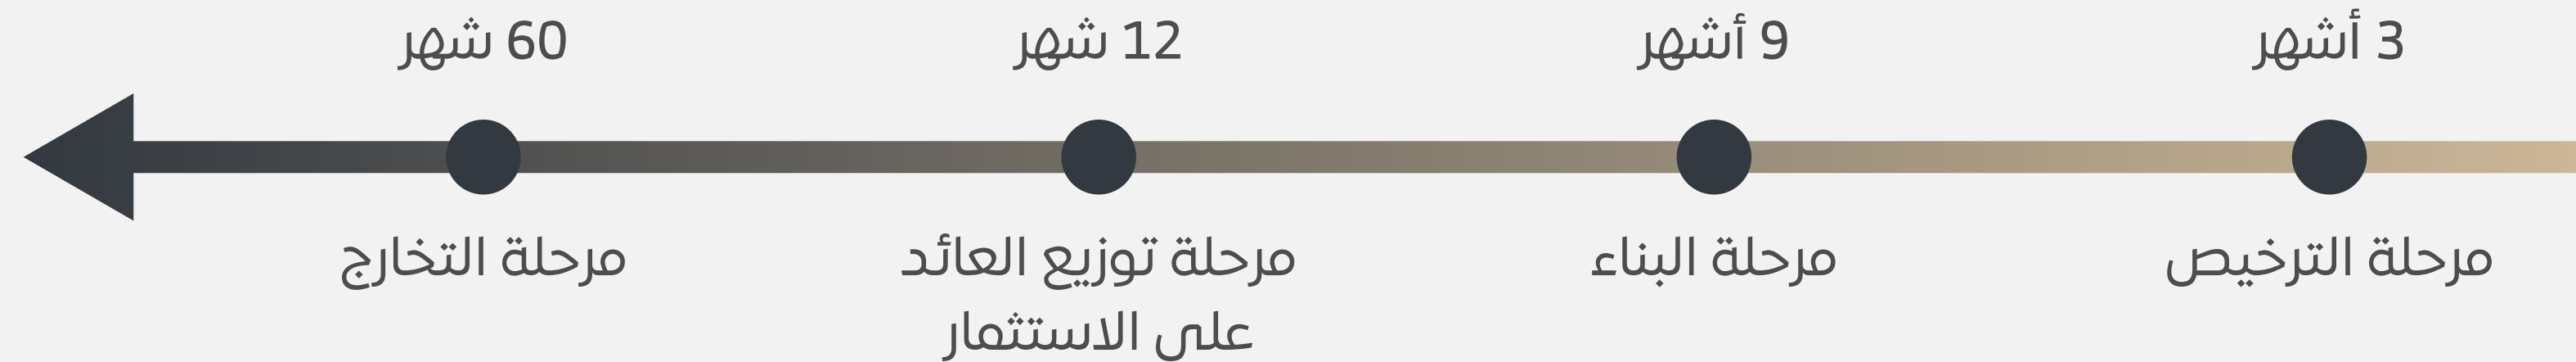 3 أشهر
9 أشهر
12 شهر
60 شهر
مرحلة الترخيص
مرحلة البناء
مرحلة توزيع العائد
على الاستثمار
مرحلة التخارج